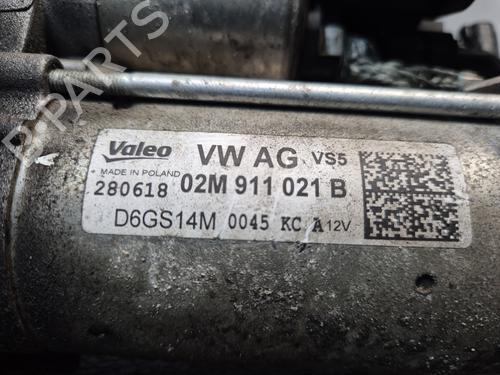 Valeo VW AG VS5
MADE IN POLAND
280618 02M 911 021 B
D6GS14M 0045 KC A 12V
B-PARTS